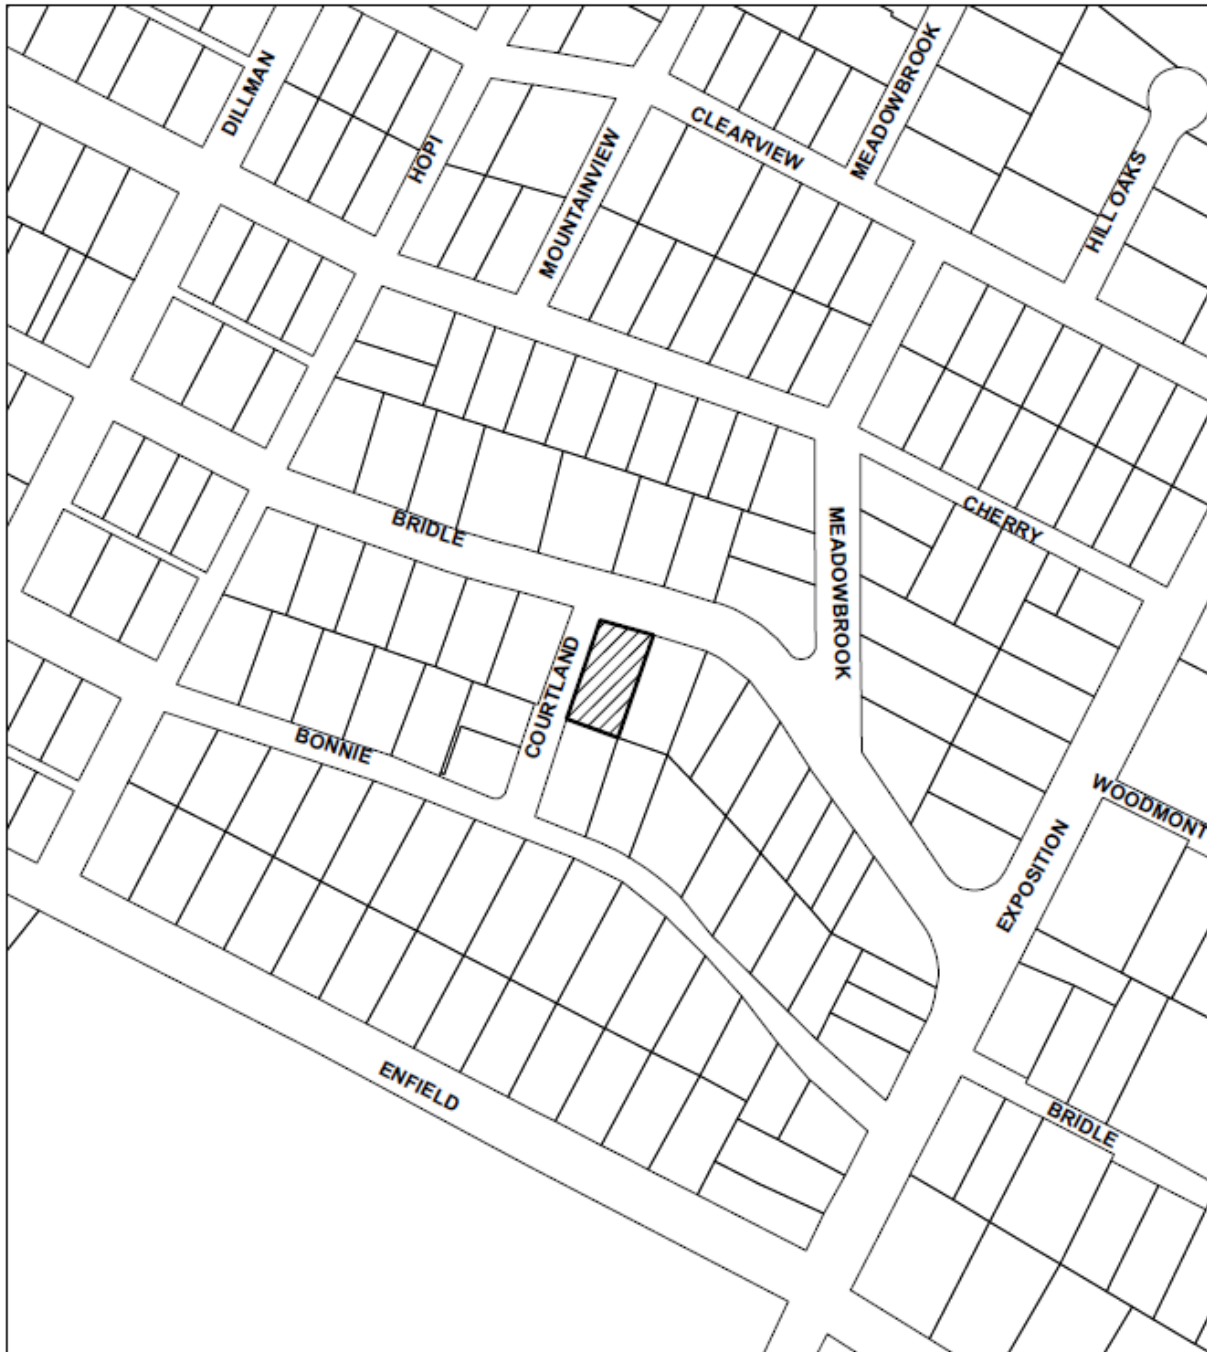 DILLMAN
HOPI
MOUNTAINVIEW
CLEARVIEW
MEADOWBROOK
HILL OAKS
BRIDLE
MEADOWBROOK
CHERRY
COURTLAND
BONNIE
WOODMONT
EXPOSITION
ENFIELD
BRIDLE